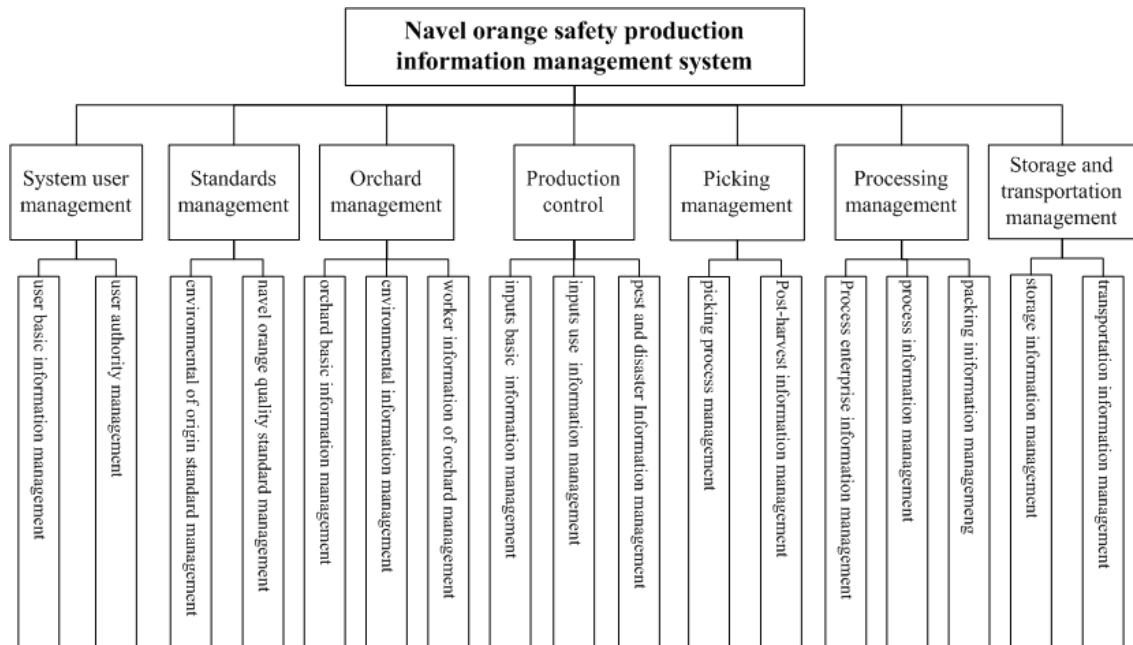 Navel orange safety production
information management system
System user
management
Standards
management
Orchard
management
Production
control
Picking
management
Processing
management
Storage and
transportation
management
user basic information management
user authority management
environmental of origin standard management
navel orange quality standard management
orchard basic information management
environmental information management
worker information of orchard management
inputs basic information management
inputs use information management
pest and disaster Information management
picking process management
Post-harvest information management
Process enterprise information management
process information management
packing iniformation managemeng
storage information management
transportation information management